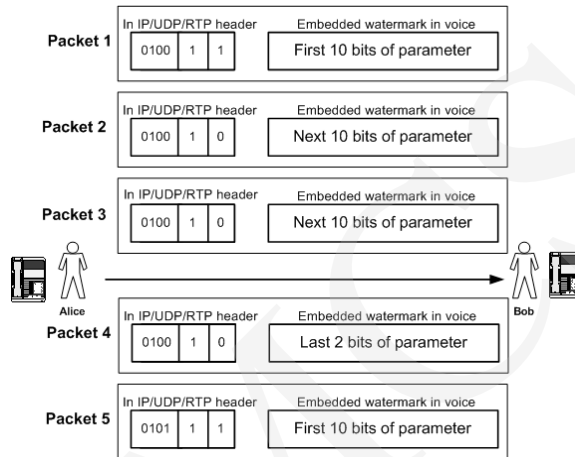 In IP/UDP/RTP header Embedded watermark in voice
Packet 1
0100 1 1 First 10 bits of parameter
In IP/UDP/RTP header Embedded watermark in voice
Packet 2
0100 1 0 Next 10 bits of parameter
In IP/UDP/RTP header Embedded watermark in voice
Packet 3
0100 1 0 Next 10 bits of parameter
Alice Bob
In IP/UDP/RTP header Embedded watermark in voice
Packet 4
0100 1 0 Last 2 bits of parameter
In IP/UDP/RTP header Embedded watermark in voice
Packet 5
0101 1 1 First 10 bits of parameter